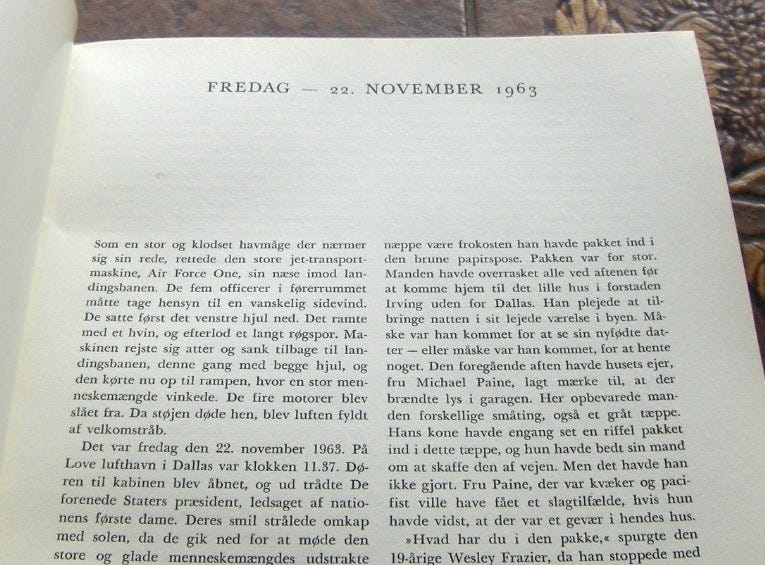 FREDAG — 22. NOVEMBER 1963
Som en stor og klodset havmåge der nærmer
sig sin rede, rettede den store jet-transport-
maskine, Air Force One, sin næse imod lan-
dingsbanen. De fem officerer i førerrummet
måtte tage hensyn til en vanskelig sidevind.
De satte først det venstre hjul ned. Det ramte
med et hvin, og efterlod et langt røgspor. Ma-
skinen rejste sig atter og sank tilbage til lan-
dingsbanen, denne gang med begge hjul, og
den kørte nu op til rampen, hvor en stor men-
neskemængde vinkede. De fire motorer blev
slået fra. Da støjen døde hen, blev luften fyldt
af velkomstråb.
Det var fredag den 22. november 1963. På
Love lufthavn i Dallas var klokken 11.37. Dø-
ren til kabinen blev åbnet, og ud trådte De
forenede Staters præsident, ledsaget af natio-
nens første dame. Deres smil strålede omkap
med solen, da de gik ned for at møde den
store og glade menneskemængdes udstrakte
næppe være frokosten han havde pakket ind i
den brune papirspose. Pakken var for stor.
Manden havde overrasket alle ved aftenen før
at komme hjem til det lille hus i forstaden
Irving uden for Dallas. Han plejede at til-
bringe natten i sit lejede værelse i byen. Må-
ske var han kommet for at se sin nyfødte dat-
ter — eller måske var han kommet, for at hente
noget. Den foregående aften havde husets ejer,
fru Michael Paine, lagt mærke til, at der
brændte lys i garagen. Her opbevarede man-
den forskellige småting, også et gråt tæppe.
Hans kone havde engang set en riffel pakket
ind i dette tæppe, og hun havde bedt sin mand
om at skaffe den af vejen. Men det havde han
ikke gjort. Fru Paine, der var kvæker og paci-
fist ville have fået et slagtilfælde, hvis hun
havde vidst, at der var et gevær i hendes hus.
»Hvad har du i den pakke,« spurgte den
19-årige Wesley Frazier, da han stoppede med